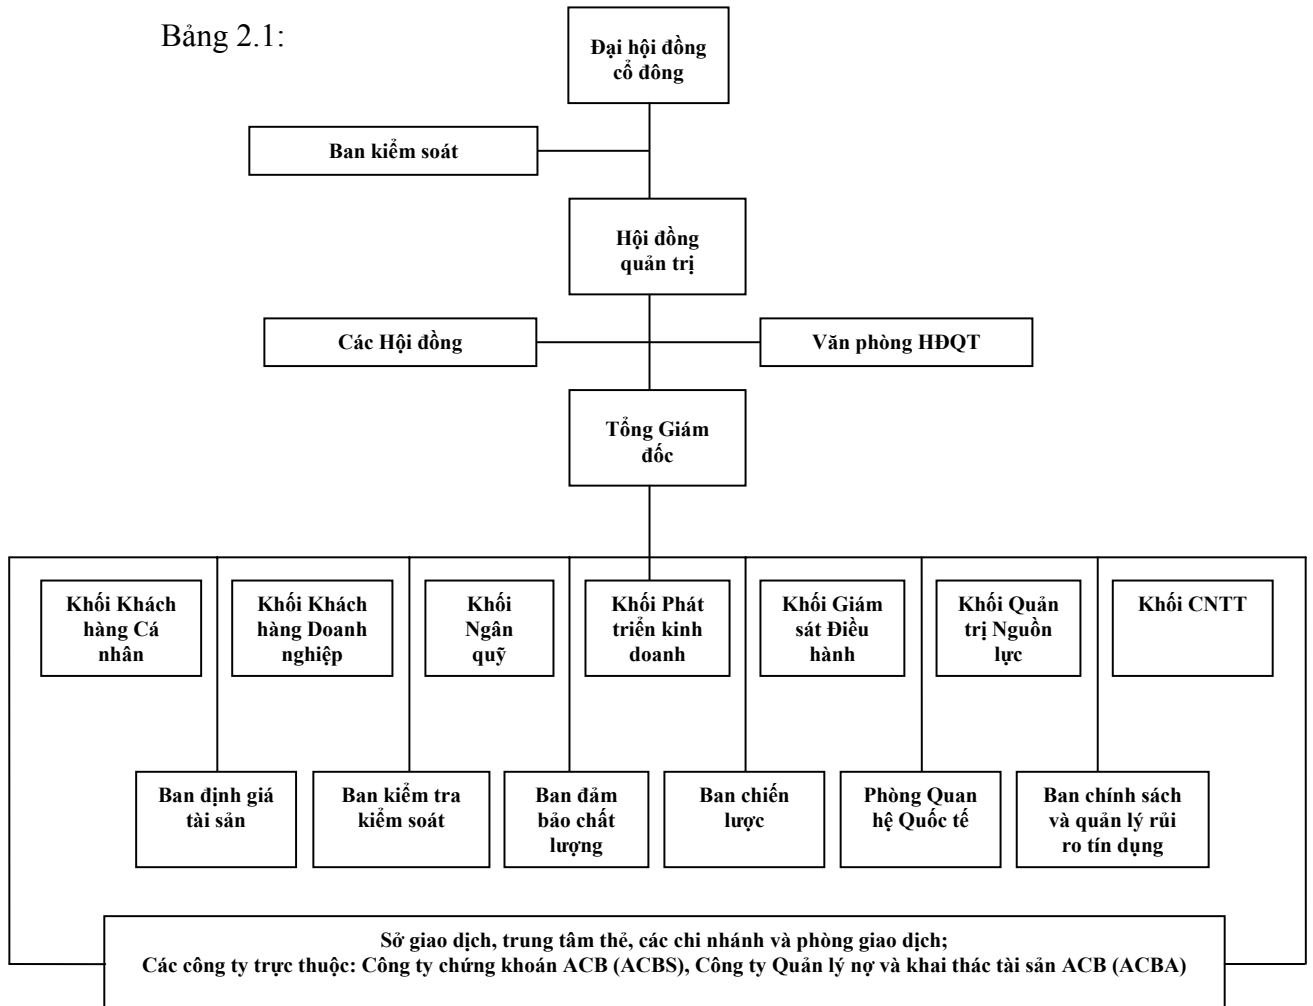 Bảng 2.1:
Đại hội đồng
cổ đông
Ban kiểm soát
Hội đồng
quản trị
Các Hội đồng
Văn phòng HĐQT
Tổng Giám
đốc
Khối Khách
hàng Cá
nhân
Khối Khách
hàng Doanh
nghiệp
Khối
Ngân
quỹ
Khối Phát
triển kinh
doanh
Khối Giám
sát Điều
hành
Khối Quản
trị Nguồn
lực
Khối CNTT
Ban định giá
tài sản
Ban kiểm tra
kiểm soát
Ban đảm
bảo chất
lượng
Ban chiến
lược
Phòng Quan
hệ Quốc tế
Ban chính sách
và quản lý rủi
ro tín dụng
Sở giao dịch, trung tâm thẻ, các chi nhánh và phòng giao dịch;
Các công ty trực thuộc: Công ty chứng khoán ACB (ACBS), Công ty Quản lý nợ và khai thác tài sản ACB (ACBA)